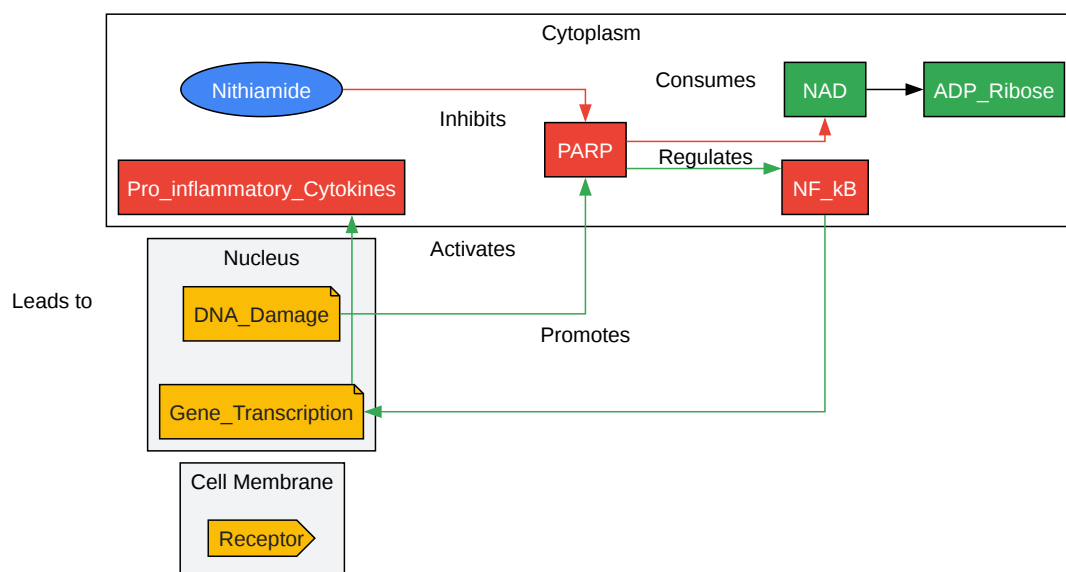 Cytoplasm
Nithiamide
Consumes
NAD
ADP_Ribose
Inhibits
PARP
Regulates
Pro_inflammatory_Cytokines
NF_kB
Activates
Nucleus
Leads to
DNA_Damage
Promotes
Gene_Transcription
Cell Membrane
Receptor